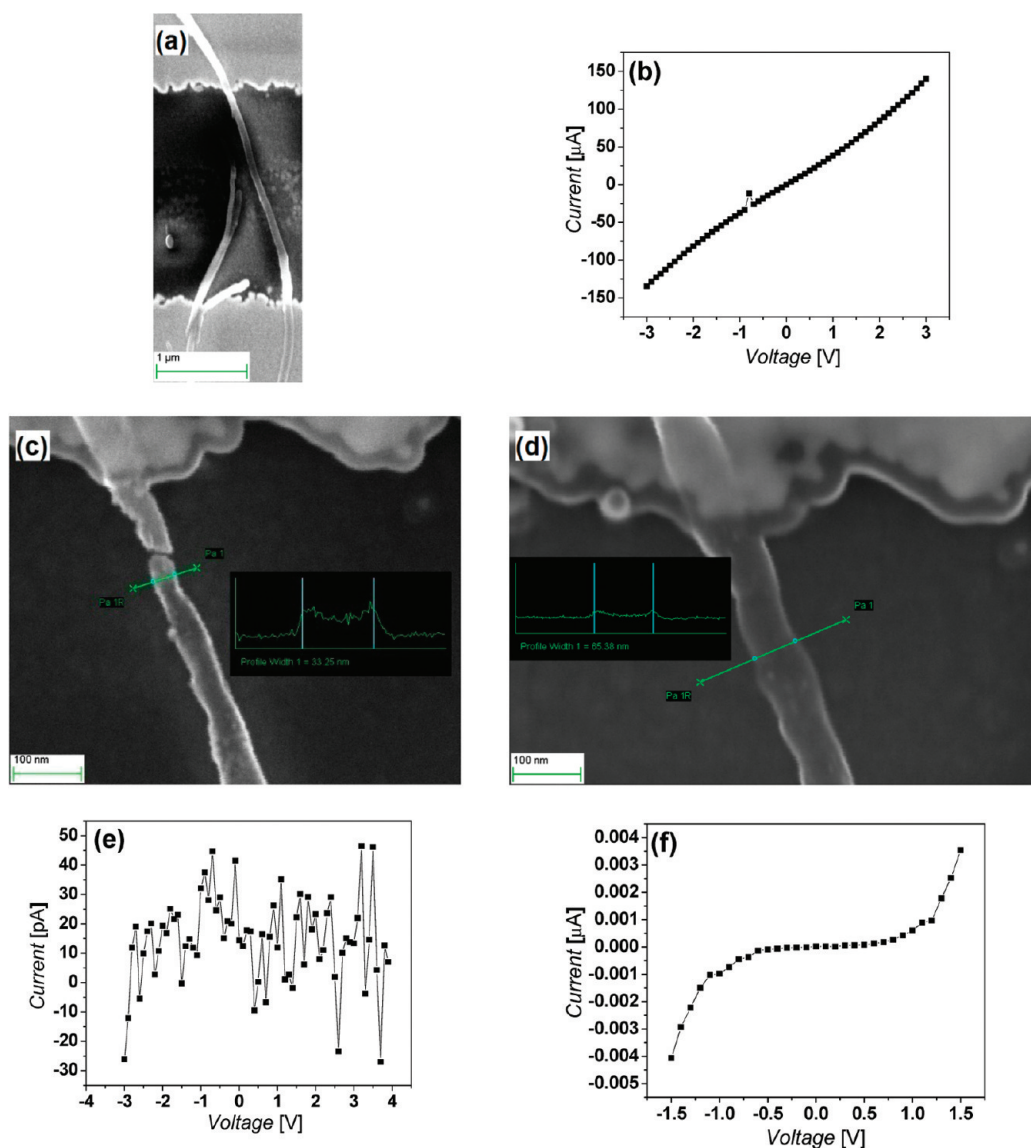 (a)
1 µm
(b)
150
100
50
0
-50
-100
-150
-3 -2 -1 0 1 2 3
Current [µA]
Voltage [V]
(c)
Pa 1
Pa 1R
Profile Width 1 = 33.25 nm
100 nm
(d)
Pa 1
Pa 1R
Profile Width 1 = 65.38 nm
100 nm
(e)
50
40
30
20
10
0
-10
-20
-30
-4 -3 -2 -1 0 1 2 3 4
Current [pA]
Voltage [V]
(f)
0.004
0.003
0.002
0.001
0.000
-0.001
-0.002
-0.003
-0.004
-0.005
-1.5 -1.0 -0.5 0.0 0.5 1.0 1.5
Current [µA]
Voltage [V]